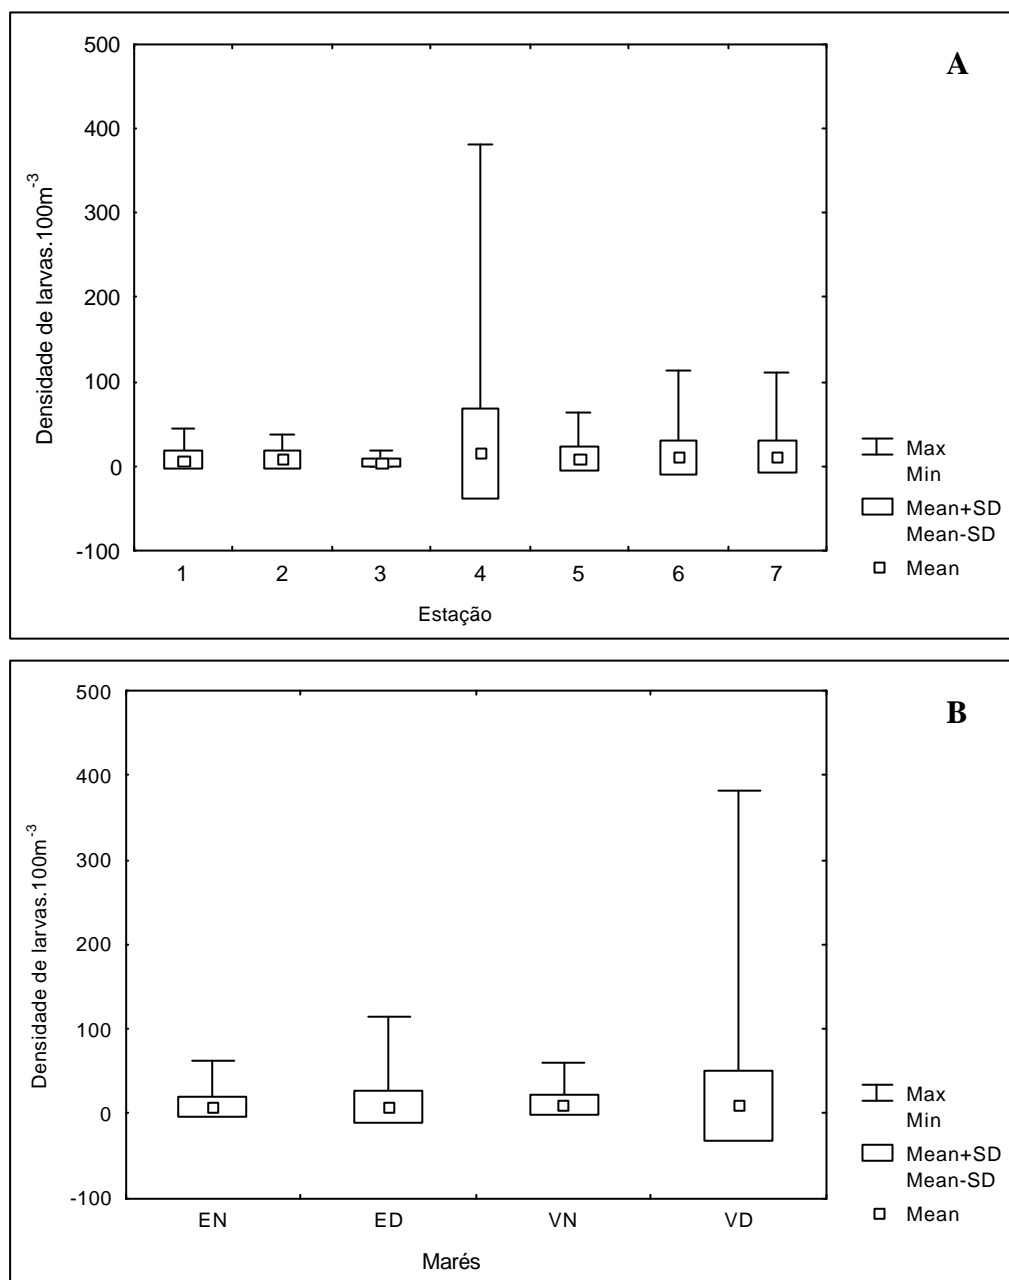 A
Densidade de larvas.100m-3
500
400
300
200
100
0
-100
1 2 3 4 5 6 7
Estação
Max
Min
Mean+SD
Mean-SD
Mean
B
Densidade de larvas.100m-3
500
400
300
200
100
0
-100
EN ED VN VD
Marés
Max
Min
Mean+SD
Mean-SD
Mean